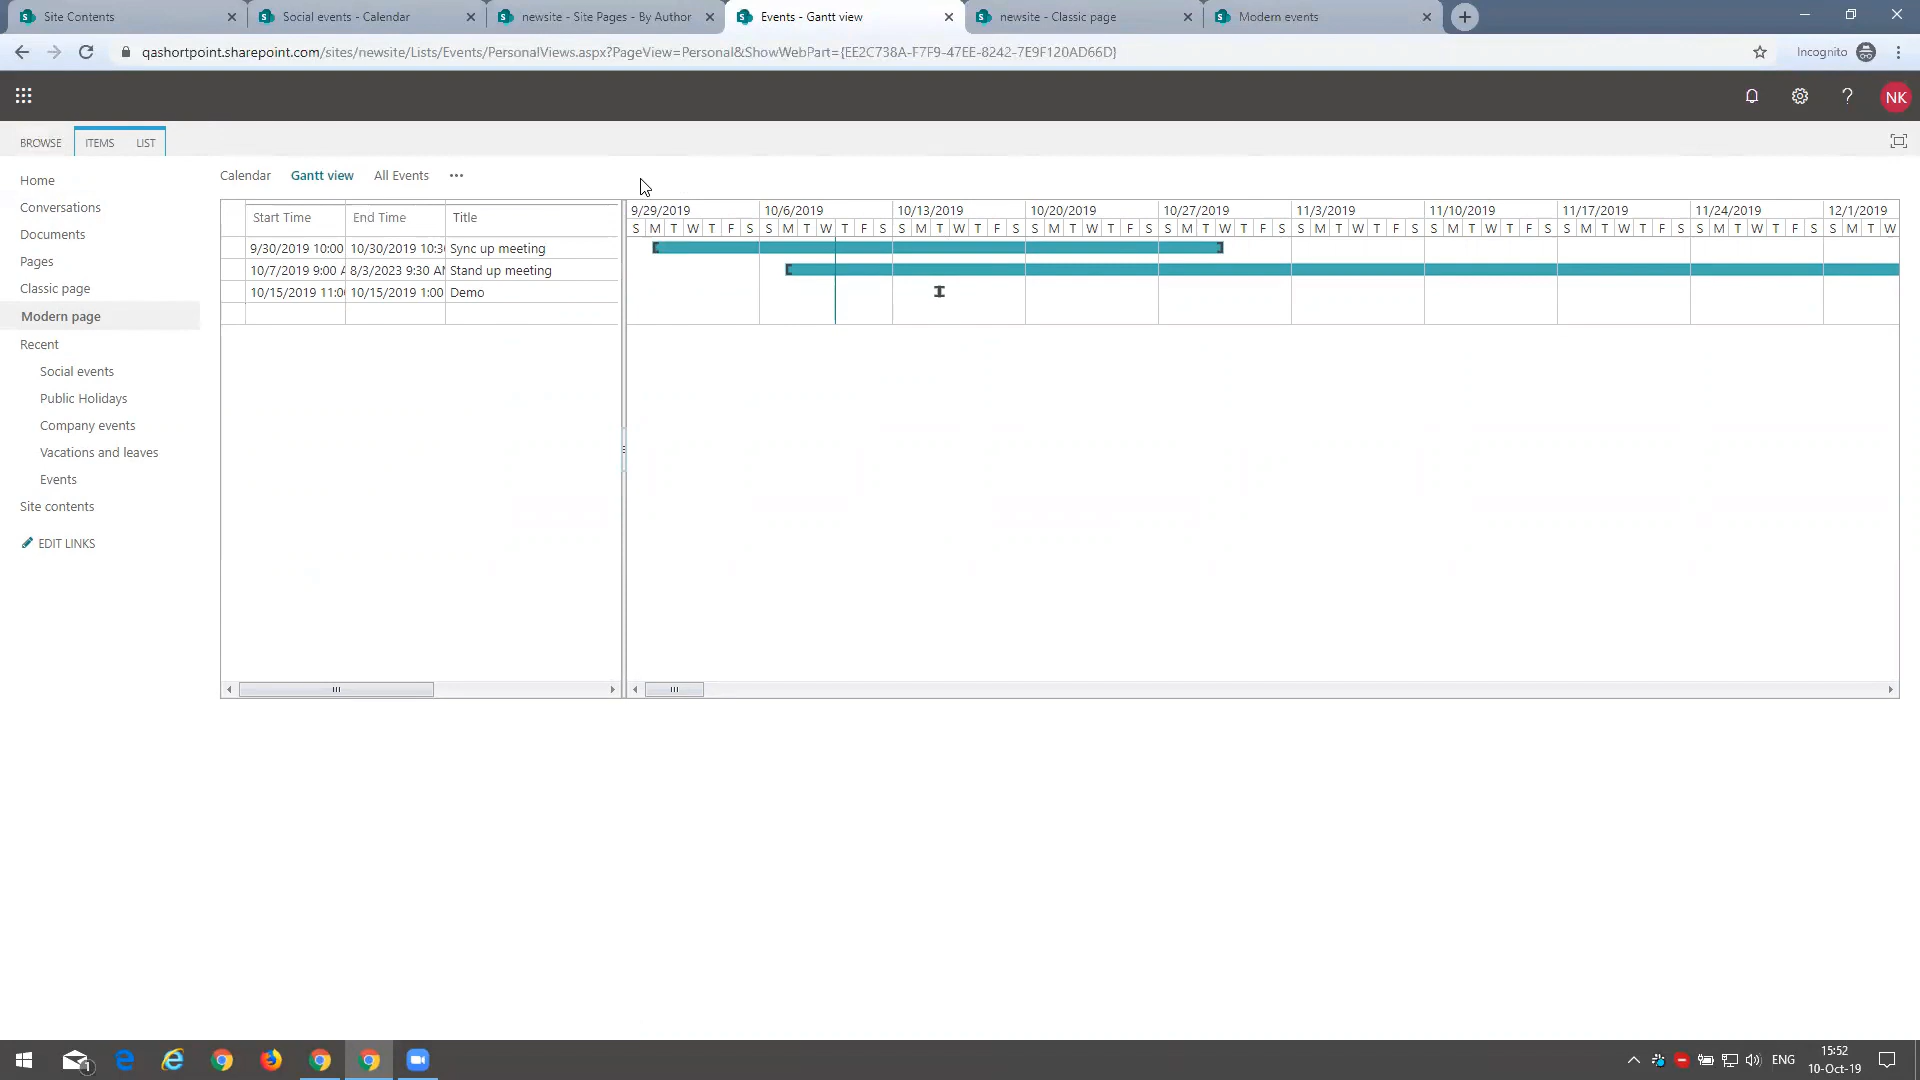 Site Contents
Social events - Calendar
newsite - Site Pages - By Author
Events - Gantt view
newsite - Classic page
Modern events
qashortpoint.sharepoint.com/sites/newsite/Lists/Events/PersonalViews.aspx?PageView=Personal&ShowWebPart={EE2C738A-F7F9-47EE-8242-7E9F120AD66D}
Incognito
NK
BROWSE ITEMS LIST
Home
Conversations
Documents
Pages
Classic page
Modern page
Recent
Social events
Public Holidays
Company events
Vacations and leaves
Events
Site contents
EDIT LINKS
Calendar Gantt view All Events •••
Start Time End Time Title
9/30/2019 10:00 10/30/2019 10:30 Sync up meeting
10/7/2019 9:00 A 8/3/2023 9:30 AM Stand up meeting
10/15/2019 11:00 10/15/2019 1:00 Demo
9/29/2019 10/6/2019 10/13/2019 10/20/2019 10/27/2019 11/3/2019 11/10/2019 11/17/2019 11/24/2019 12/1/2019
S M T W T F S S M T W T F S S M T W T F S S M T W T F S S M T W T F S S M T W T F S S M T W T F S S M T W T F S S M T W T F S S M T W
1
ENG
15:52
10-Oct-19